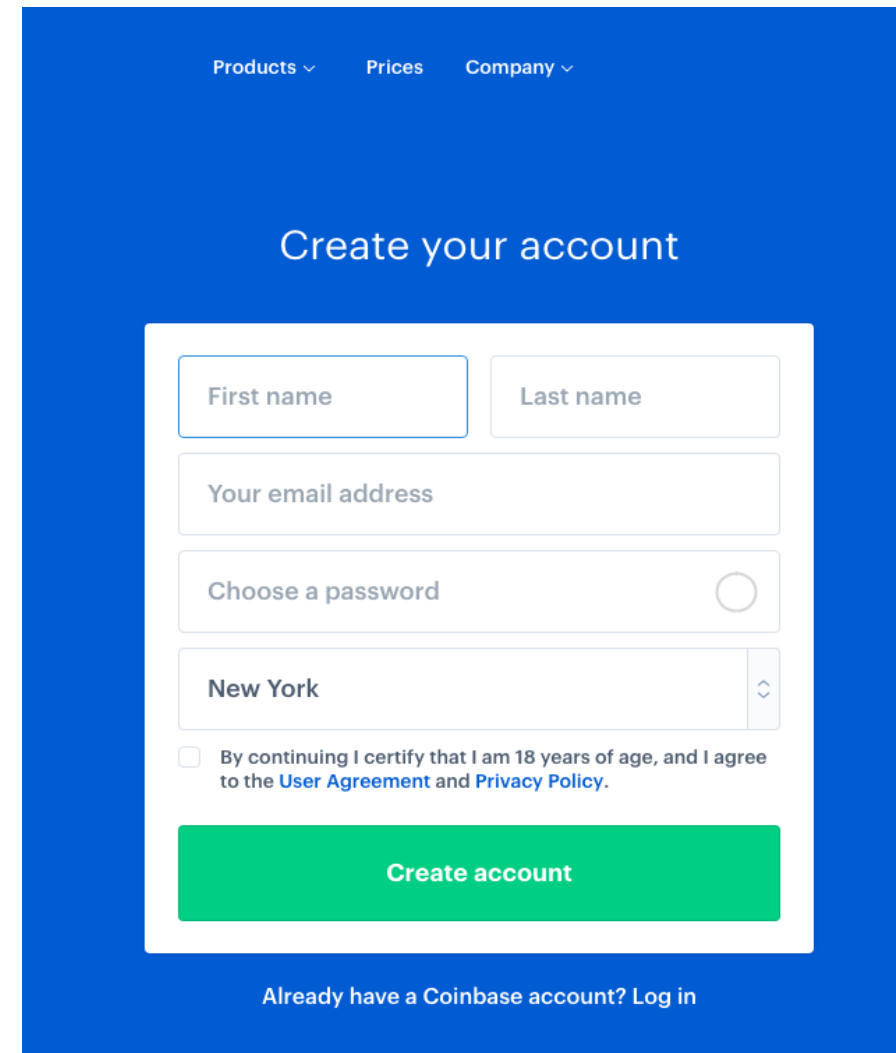 Products Prices Company
Create your account
First name Last name
Your email address
Choose a password
New York
By continuing I certify that I am 18 years of age, and I agree
to the User Agreement and Privacy Policy.
Create account
Already have a Coinbase account? Log in